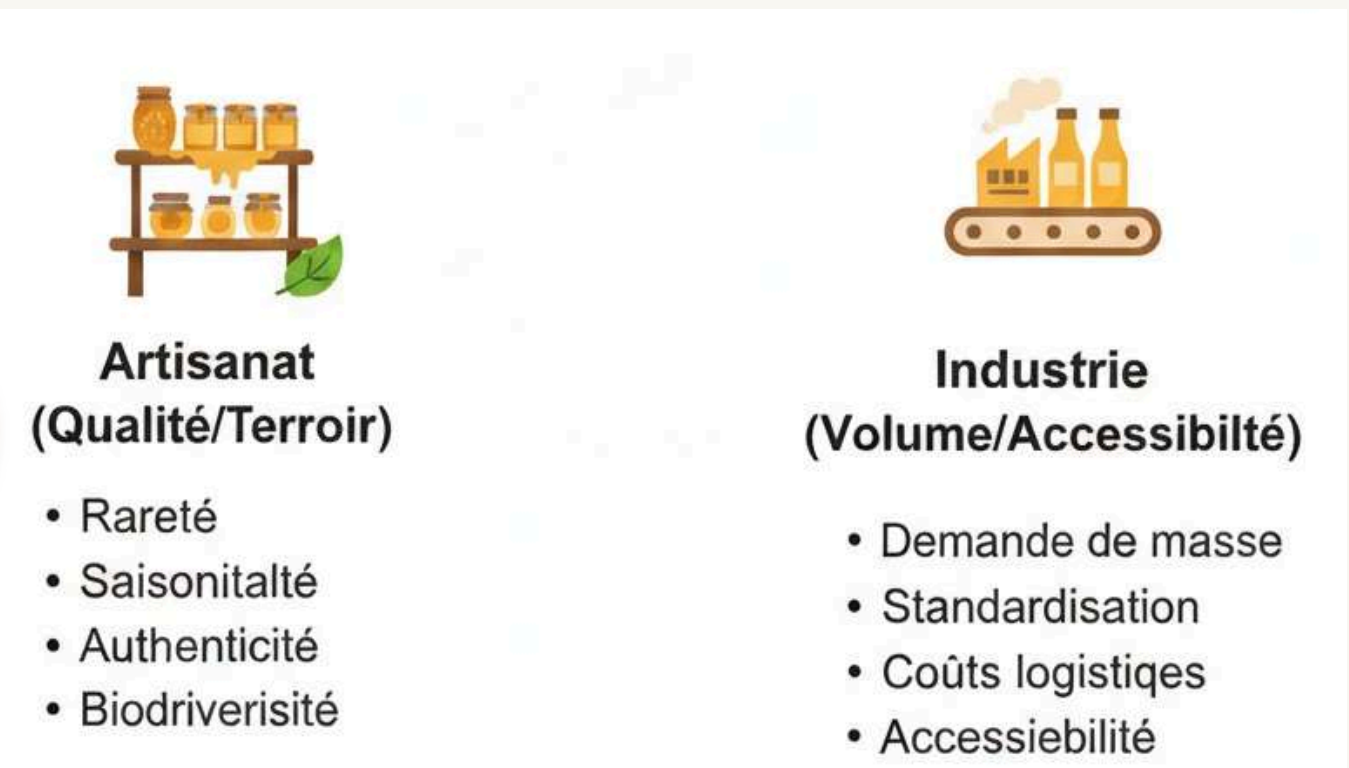 Artisanat
(Qualité/Terroir)
• Rareté
• Saisonitalté
• Authenticité
• Biodriverisité
Industrie
(Volume/Accessibilté)
• Demande de masse
• Standardisation
• Coûts logistiqes
• Accessiebilité